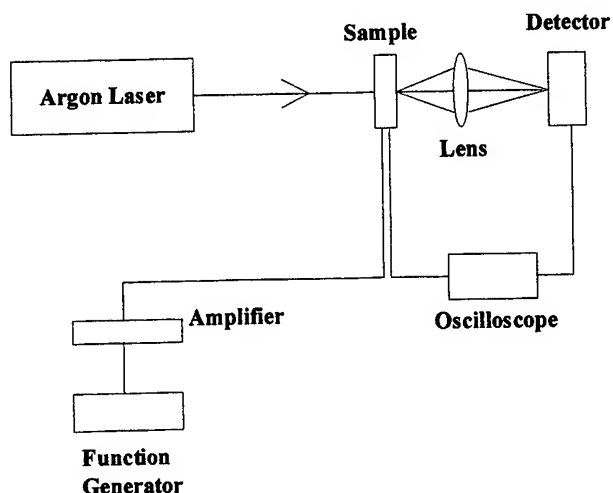 Detector
Sample
Argon Laser
Lens
Amplifier
Oscilloscope
Function
Generator